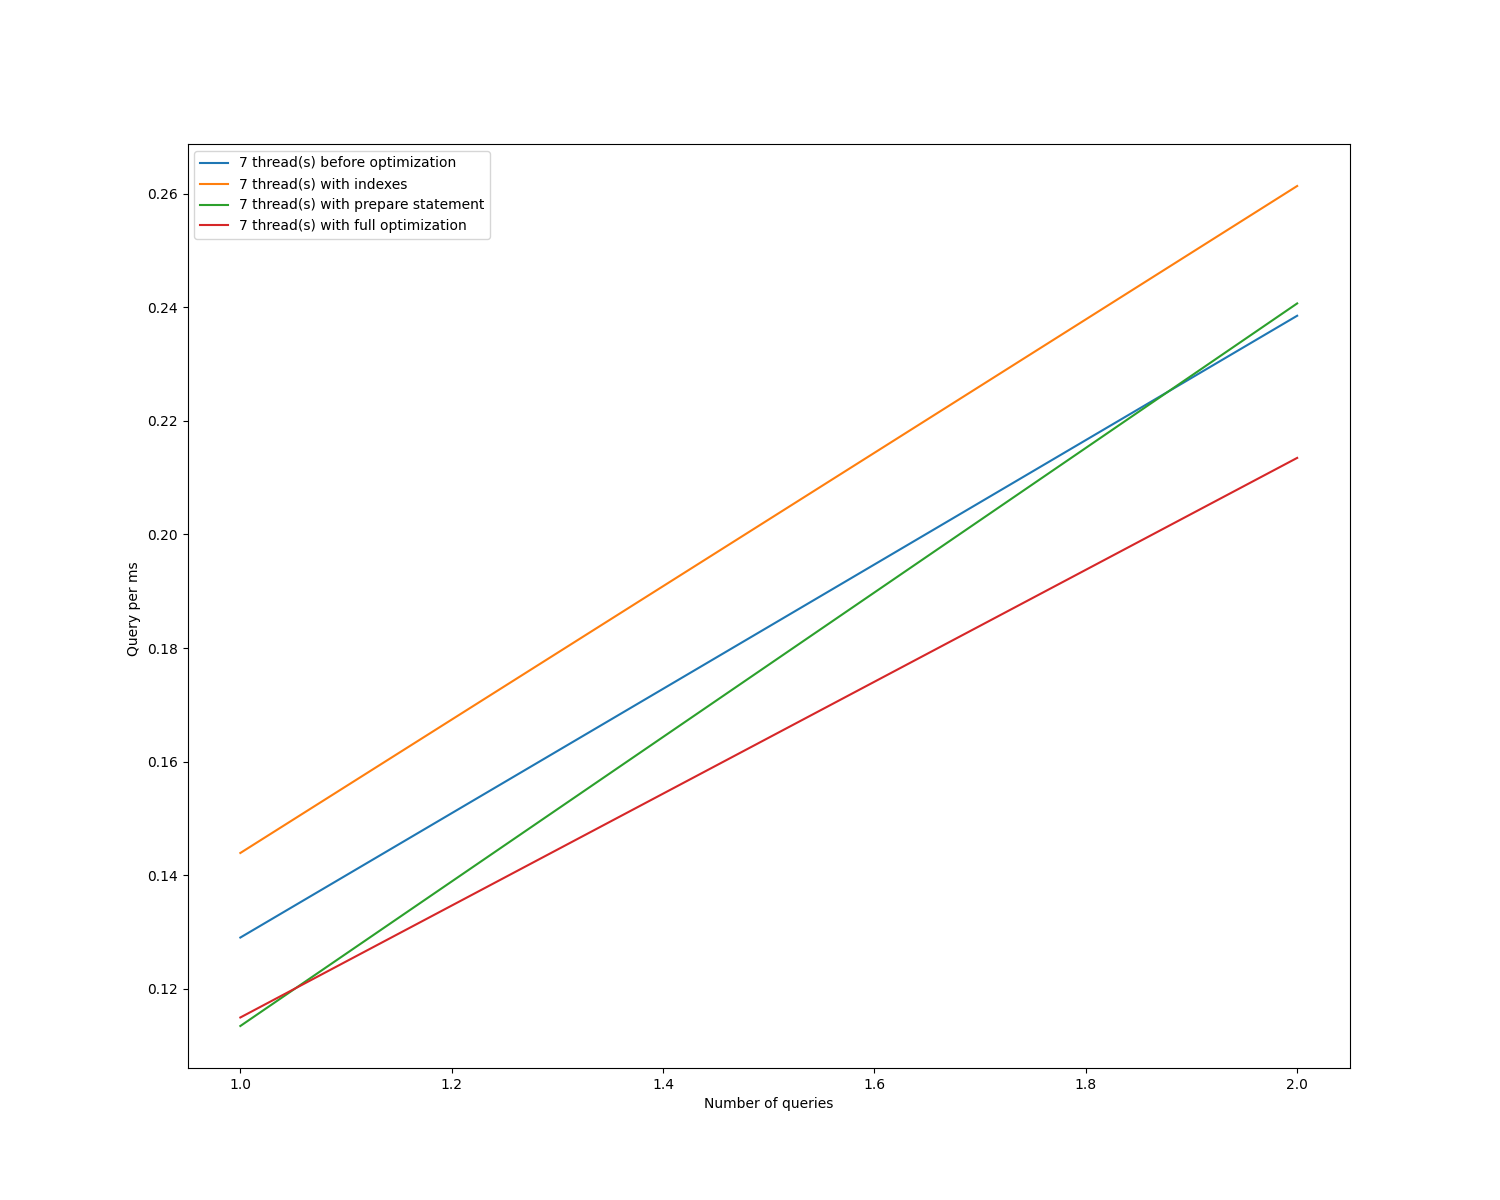 7 thread(s) before optimization
7 thread(s) with indexes
7 thread(s) with prepare statement
7 thread(s) with full optimization
0.26
0.24
0.22
0.20
0.18
0.16
0.14
0.12
Query per ms
1.0 1.2 1.4 1.6 1.8 2.0
Number of queries